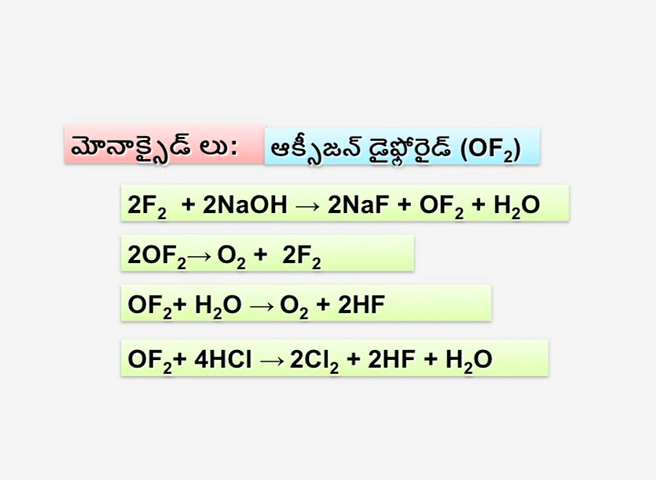 మోనాక్సైడ్ లు: ఆక్సీజన్ డైఫ్లోరైడ్ (OF₂)
2F₂ + 2NaOH → 2NaF + OF₂ + H₂O
2OF₂→ O₂ + 2F₂
OF₂+ H₂O → O₂ + 2HF
OF₂+ 4HCl → 2Cl₂ + 2HF + H₂O